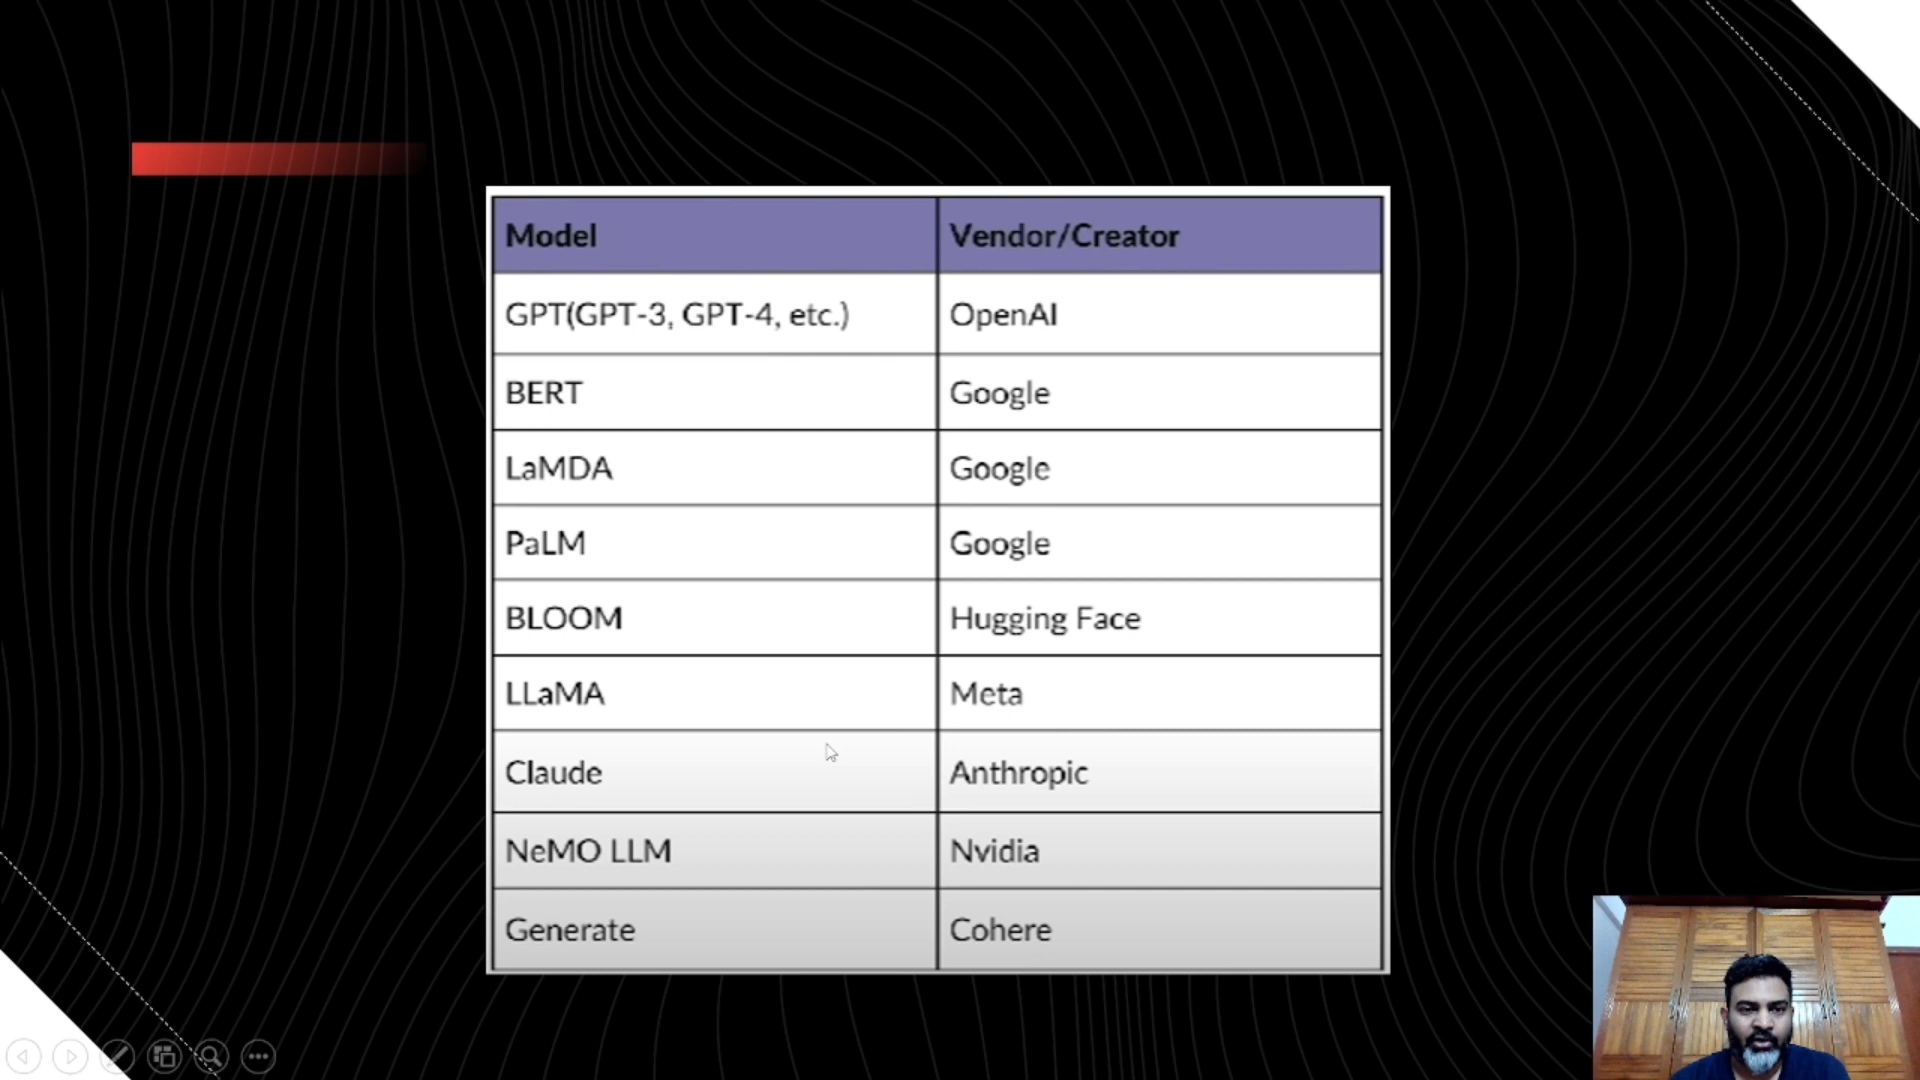 Model Vendor/Creator
GPT(GPT-3, GPT-4, etc.) OpenAI
BERT Google
LaMDA Google
PaLM Google
BLOOM Hugging Face
LLaMA Meta
Claude Anthropic
NeMO LLM Nvidia
Generate Cohere